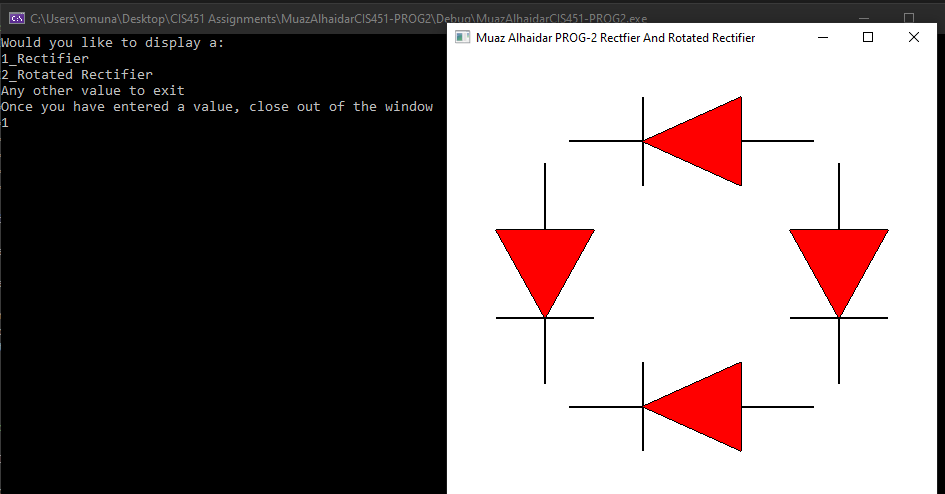 C:\Users\omuna\Desktop\CIS451 Assignments\MuazAlhaidarCIS451-PROG2\Debug\MuazAlhaidarCIS451-PROG2.exe
Would you like to display a:
1_Rectifier
2_Rotated Rectifier
Any other value to exit
Once you have entered a value, close out of the window
1
Muaz Alhaidar PROG-2 Rectfier And Rotated Rectifier